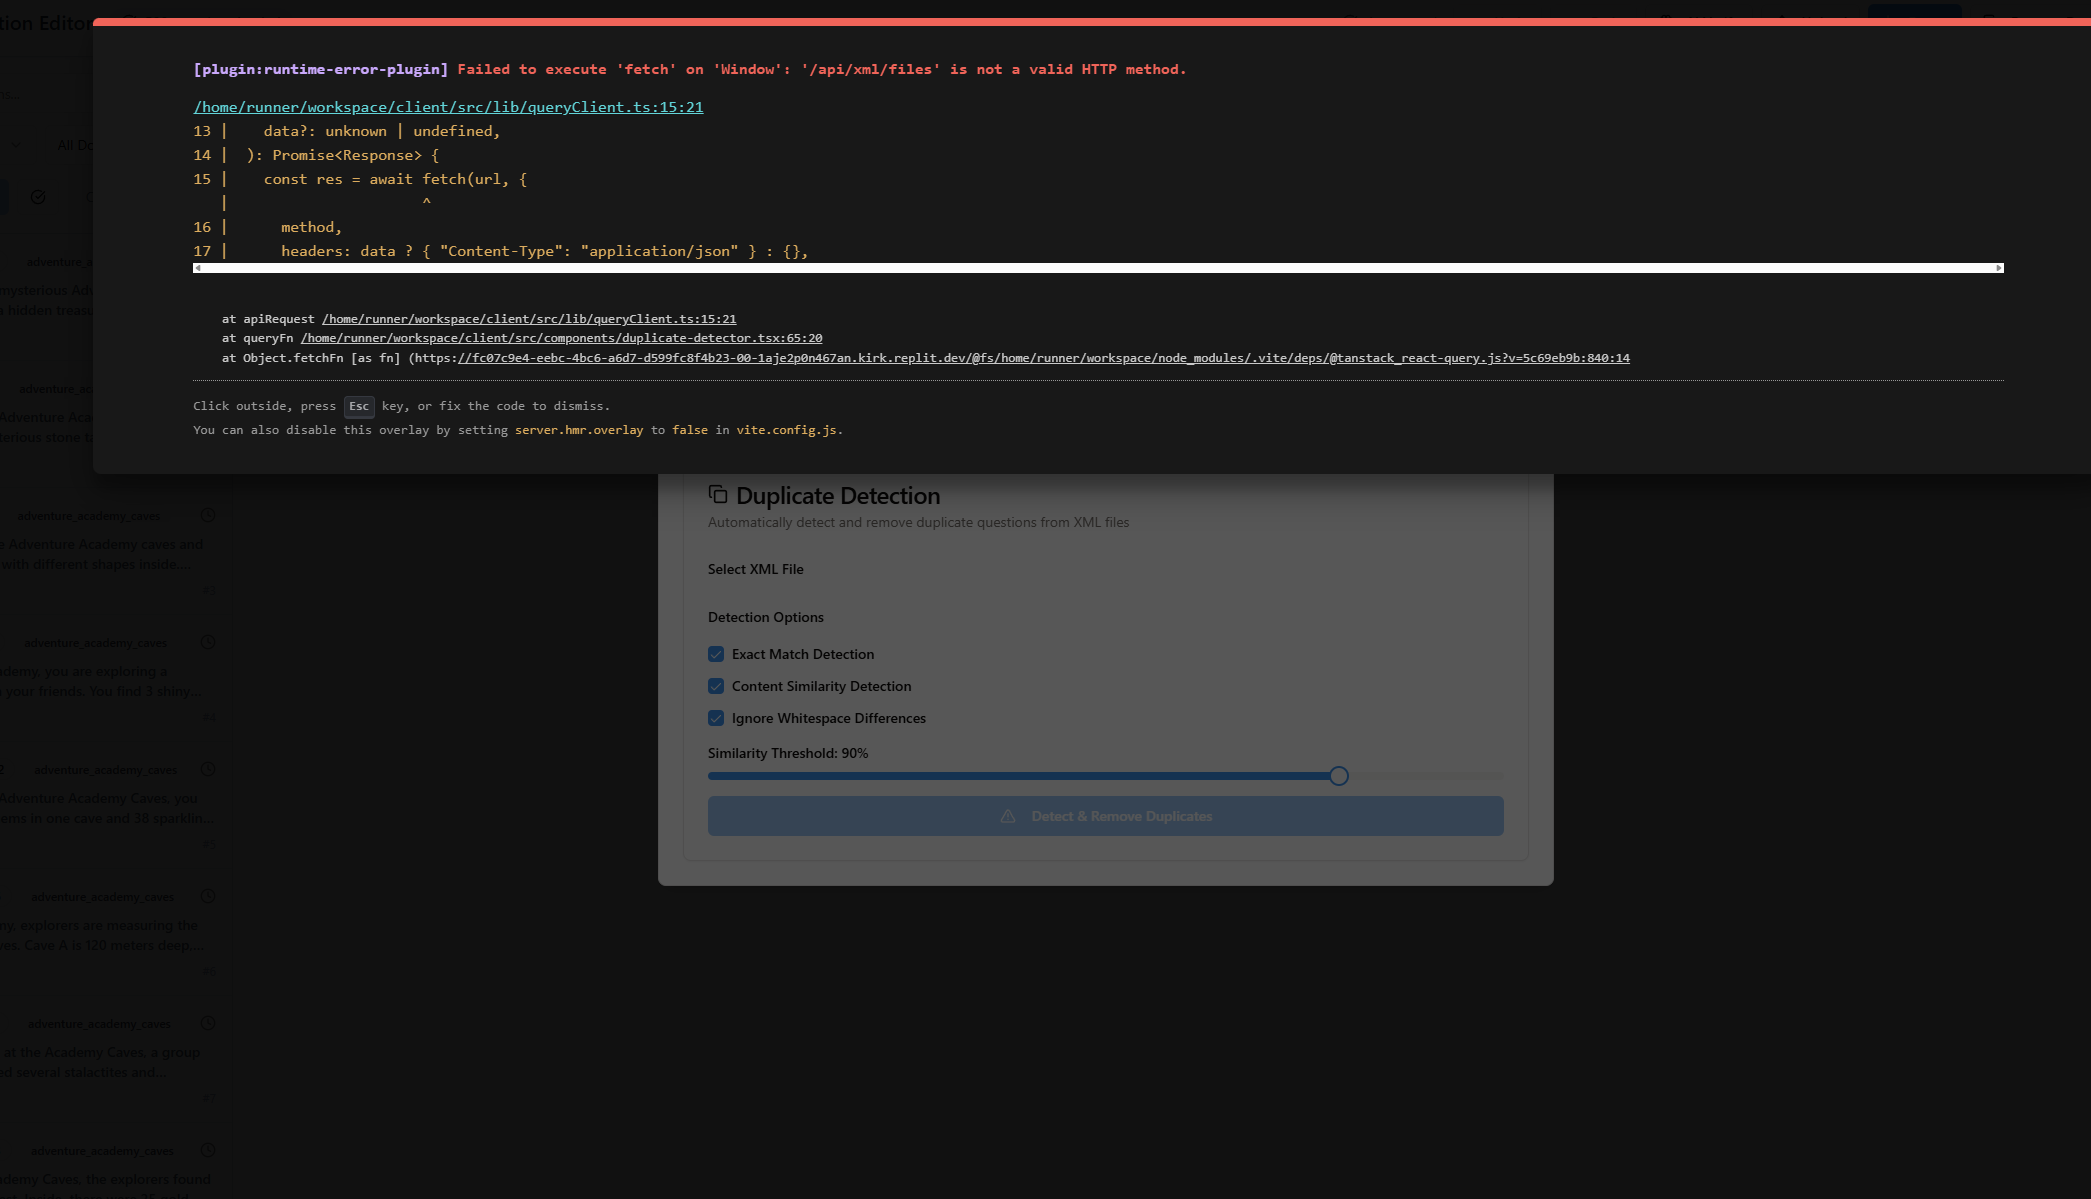 tion Editor
[plugin:runtime-error-plugin] Failed to execute 'fetch' on 'Window': '/api/xml/files' is not a valid HTTP method.
/home/runner/workspace/client/src/lib/queryClient.ts:15:21
13 |    data?: unknown | undefined,
14 |  ): Promise<Response> {
15 |    const res = await fetch(url, {
   |                      ^
16 |      method,
17 |      headers: data ? { "Content-Type": "application/json" } : {},
at apiRequest /home/runner/workspace/client/src/lib/queryClient.ts:15:21
at queryFn /home/runner/workspace/client/src/components/duplicate-detector.tsx:65:20
at Object.fetchFn [as fn] (https://fc07c9e4-eebc-4bc6-a6d7-d599fc8f4b23-00-1aje2p0n467an.kirk.replit.dev/@fs/home/runner/workspace/node_modules/.vite/deps/@tanstack_react-query.js?v=5c69eb9b:840:14
Click outside, press Esc key, or fix the code to dismiss.
You can also disable this overlay by setting server.hmr.overlay to false in vite.config.js.
All Do
adventure_a
mysterious Adv
a hidden treasu
adventure_ac
Adventure Aca
terious stone ta
adventure_academy_caves
e Adventure Academy caves and
with different shapes inside....
adventure_academy_caves
ademy, you are exploring a
your friends. You find 3 shiny...
#4
2 adventure_academy_caves
Adventure Academy Caves, you
ems in one cave and 38 sparklin...
#5
adventure_academy_caves
ny, explorers are measuring the
ves. Cave A is 120 meters deep,...
#6
adventure_academy_caves
at the Academy Caves, a group
ed several stalactites and...
#7
adventure_academy_caves
ademy Caves, the explorers found
Duplicate Detection
Automatically detect and remove duplicate questions from XML files
Select XML File
Detection Options
Exact Match Detection
Content Similarity Detection
Ignore Whitespace Differences
Similarity Threshold: 90%
Detect & Remove Duplicates